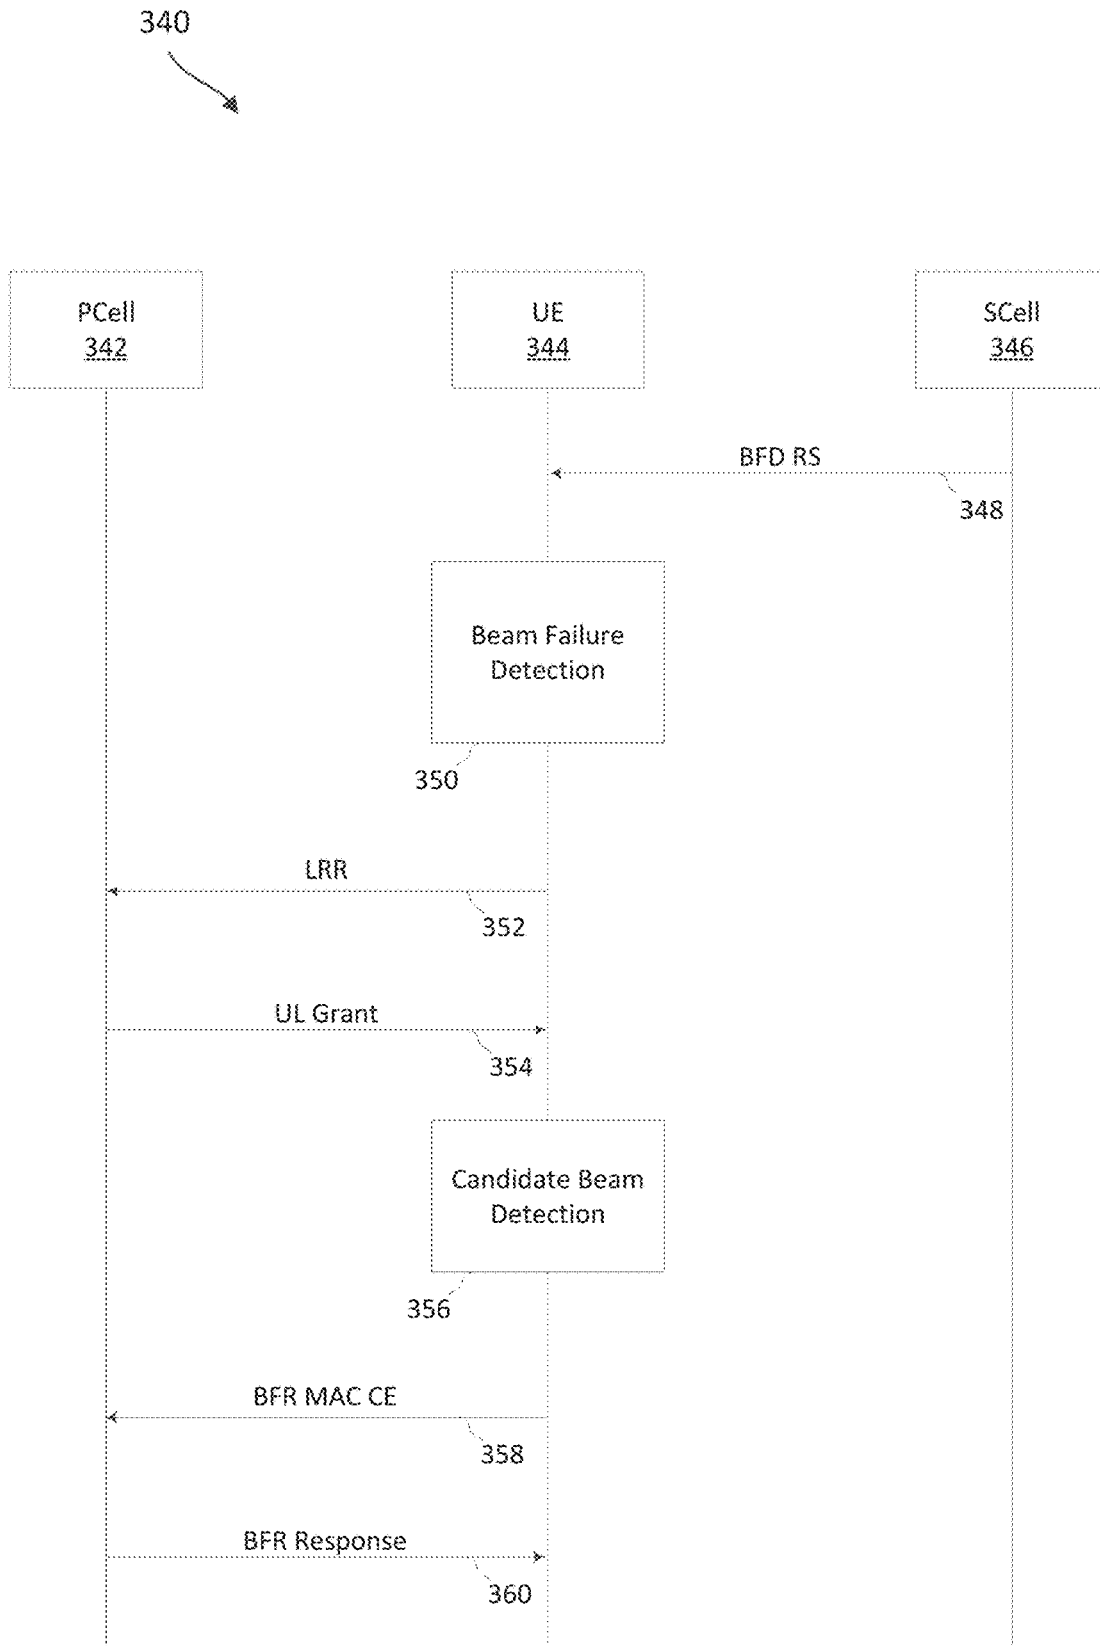 340
PCell
342
UE
344
SCell
346
BFD RS
348
Beam Failure
Detection
350
LRR
352
UL Grant
354
Candidate Beam
Detection
356
BFR MAC CE
358
BFR Response
360